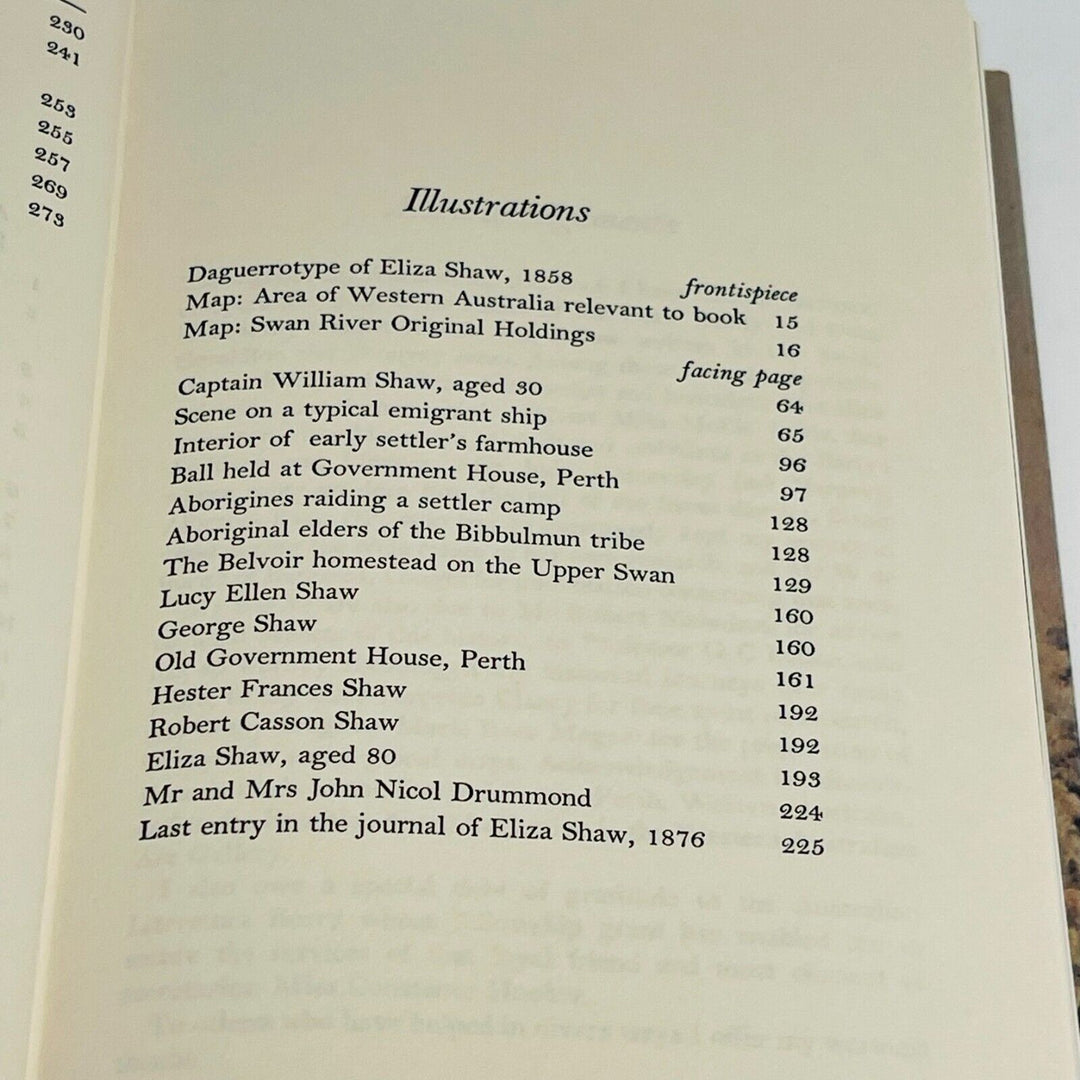 230
241
253
255
257
269
273
Illustrations
Daguerrotype of Eliza Shaw, 1858 frontispiece
Map: Area of Western Australia relevant to book 15
Map: Swan River Original Holdings 16
facing page
Captain William Shaw, aged 30 64
Scene on a typical emigrant ship 65
Interior of early settler's farmhouse 96
Ball held at Government House, Perth 97
Aborigines raiding a settler camp 128
Aboriginal elders of the Bibbulmun tribe 128
The Belvoir homestead on the Upper Swan 129
Lucy Ellen Shaw 160
George Shaw 160
Old Government House, Perth 161
Hester Frances Shaw 192
Robert Casson Shaw 192
Eliza Shaw, aged 80 193
Mr and Mrs John Nicol Drummond 224
Last entry in the journal of Eliza Shaw, 1876 225